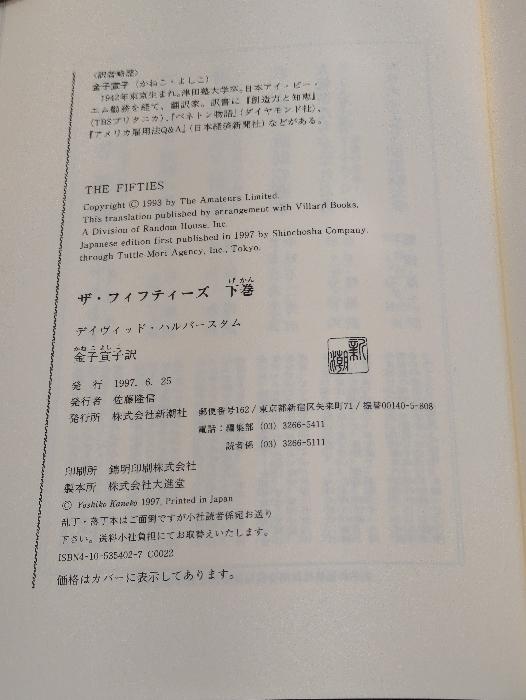 〈訳者略歴〉
金子宣子（かねこ・よしこ）
1942年東京生まれ。津田塾大学卒。日本アイ・ビー・
エム勤務を経て、翻訳家。訳書に『創造力と知恵』
（TBSブリタニカ）、『ベネトン物語』（ダイヤモンド社）、
『アメリカ雇用法Q&A』（日本経済新聞社）などがある。
THE FIFTIES
Copyright © 1993 by The Amateurs Limited.
This translation published by arrangement with Villard Books,
A Division of Random House, Inc.
Japanese edition first published in 1997 by Shinchosha Company,
through Tuttle-Mori Agency, Inc., Tokyo.
げかん
ザ・フィフティーズ 下巻
デイヴィッド・ハルバースタム
かねこよしこ
金子宣子訳
新潮
発行 1997. 6. 25
発行者 佐藤隆信
発行所 株式会社新潮社 郵便番号162／東京都新宿区矢来町71／振替00140-5-808
電話：編集部 (03) 3266-5411
読者係 (03) 3266-5111
印刷所 錦明印刷株式会社
製本所 株式会社大進堂
© Yoshiko Kaneko 1997, Printed in Japan
乱丁・落丁本はご面倒ですが小社読者係宛お送り
下さい。送料小社負担にてお取替えいたします。
ISBN4-10-535402-7 C0022
価格はカバーに表示してあります。